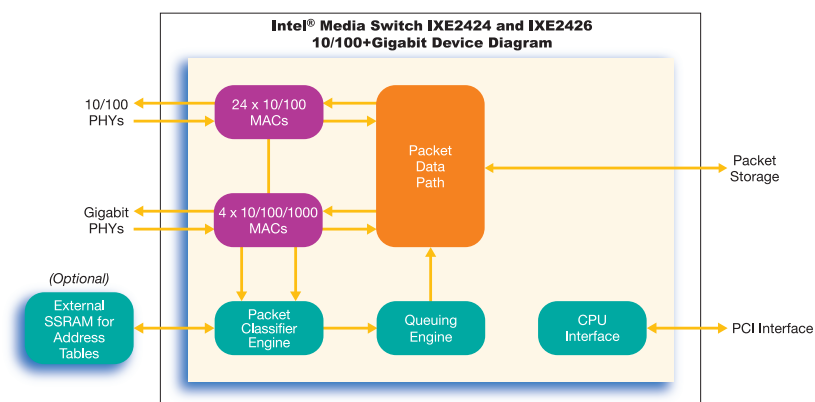 Intel® Media Switch IXE2424 and IXE2426
10/100+Gigabit Device Diagram
10/100
PHYs
24 x 10/100
MACs
Packet
Data
Path
Packet
Storage
Gigabit
PHYs
4 x 10/100/1000
MACs
(Optional)
External
SSRAM for
Address
Tables
Packet
Classifier
Engine
Queuing
Engine
CPU
Interface
PCI Interface